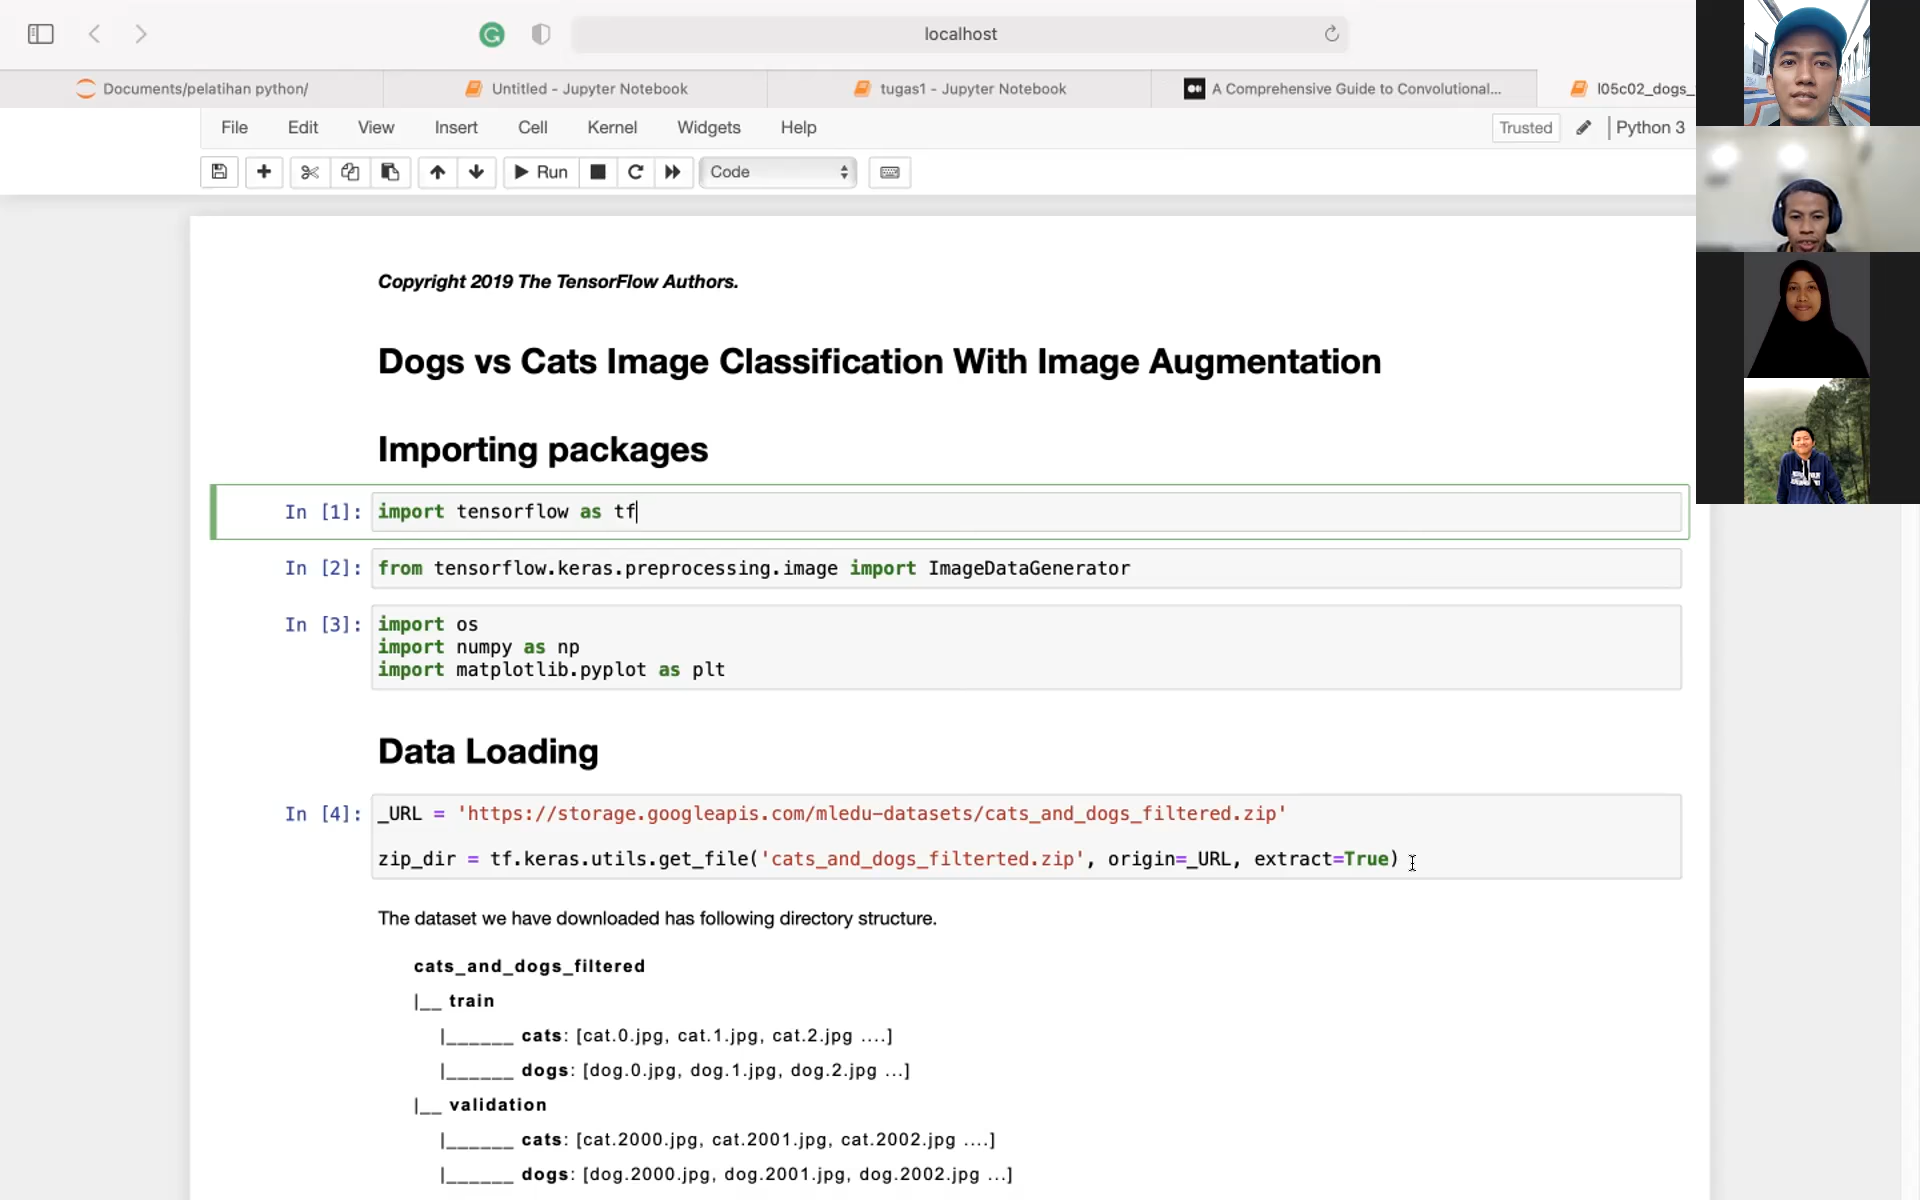 localhost
Documents/pelatihan python/
Untitled - Jupyter Notebook
tugas1 - Jupyter Notebook
A Comprehensive Guide to Convolutional...
l05c02_dogs_
File Edit View Insert Cell Kernel Widgets Help
Trusted
Python 3
Run
Code
Copyright 2019 The TensorFlow Authors.
Dogs vs Cats Image Classification With Image Augmentation
Importing packages
In [1]: import tensorflow as tf
In [2]: from tensorflow.keras.preprocessing.image import ImageDataGenerator
In [3]: import os
import numpy as np
import matplotlib.pyplot as plt
Data Loading
In [4]: _URL = 'https://storage.googleapis.com/mledu-datasets/cats_and_dogs_filtered.zip'
zip_dir = tf.keras.utils.get_file('cats_and_dogs_filterted.zip', origin=_URL, extract=True)
The dataset we have downloaded has following directory structure.
cats_and_dogs_filtered
|__ train
|______ cats: [cat.0.jpg, cat.1.jpg, cat.2.jpg ....]
|______ dogs: [dog.0.jpg, dog.1.jpg, dog.2.jpg ...]
|__ validation
|______ cats: [cat.2000.jpg, cat.2001.jpg, cat.2002.jpg ....]
|______ dogs: [dog.2000.jpg, dog.2001.jpg, dog.2002.jpg ...]